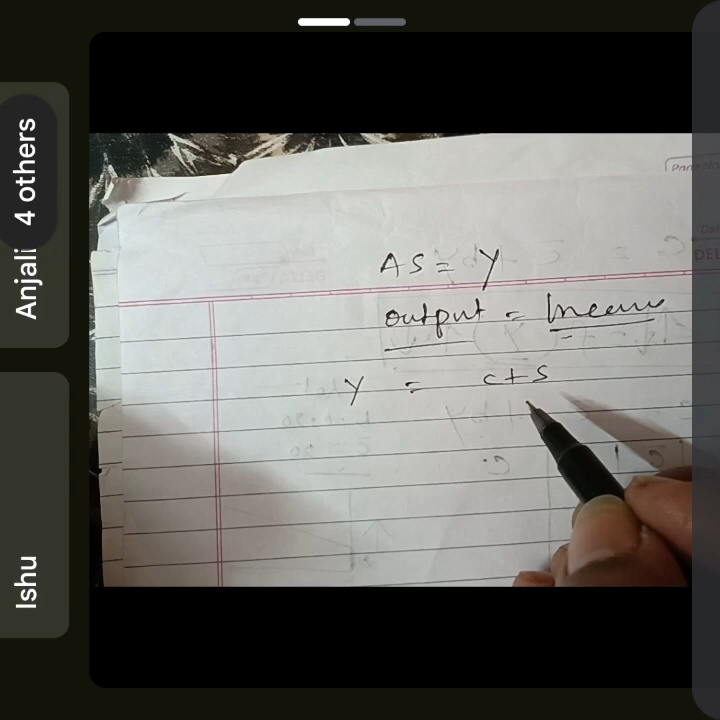 AS = Y
output = Income
Y = C+S
Anjali 4 others
Ishu